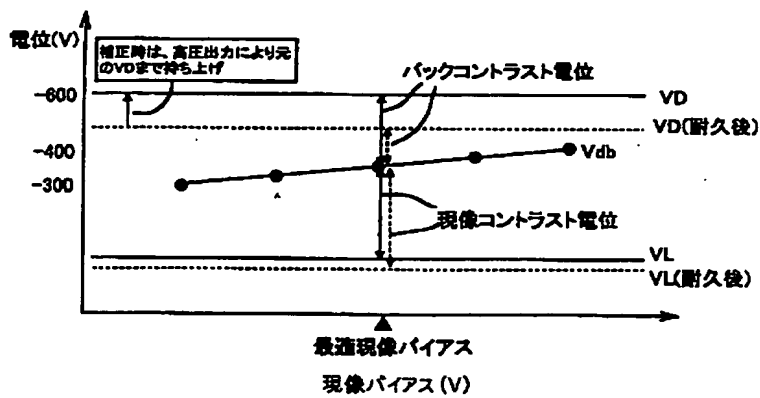 電位(V)
補正時は、高圧出力により元
のVDまで持ち上げ
バックコントラスト電位
-600
VD
VD(耐久後)
-400
Vdb
-300
現像コントラスト電位
VL
VL(耐久後)
最適現像バイアス
現像バイアス(V)